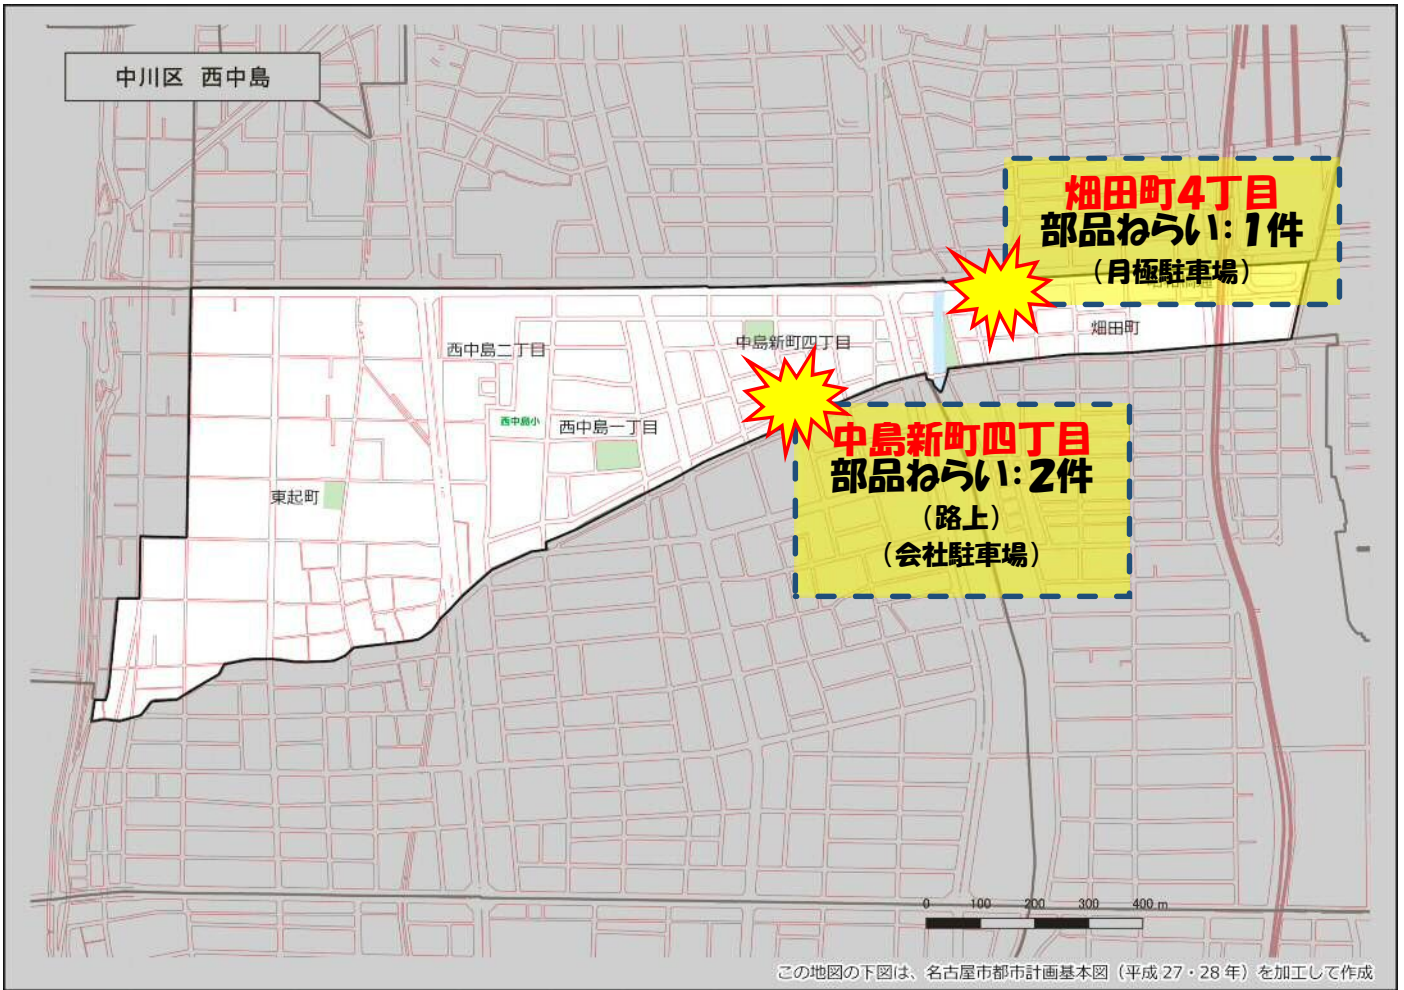 中川区 西中島
畑田町4丁目
部品ねらい：1件
（月極駐車場）
畑田町
西中島二丁目
中島新町四丁目
西中島小
西中島一丁目
中島新町四丁目
部品ねらい：2件
（路上）
（会社駐車場）
東起町
0 100 200 300 400 m
この地図の下図は、名古屋市都市計画基本図（平成 27・28 年）を加工して作成